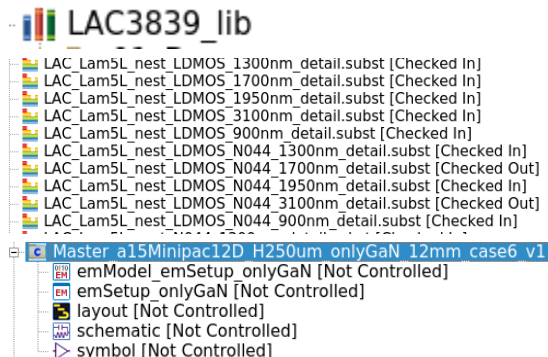 LAC3839_lib
LAC_Lam5L_nest_LDMOS_1300nm_detail.subst [Checked In]
LAC_Lam5L_nest_LDMOS_1700nm_detail.subst [Checked In]
LAC_Lam5L_nest_LDMOS_1950nm_detail.subst [Checked In]
LAC_Lam5L_nest_LDMOS_3100nm_detail.subst [Checked In]
LAC_Lam5L_nest_LDMOS_900nm_detail.subst [Checked In]
LAC_Lam5L_nest_LDMOS_N044_1300nm_detail.subst [Checked In]
LAC_Lam5L_nest_LDMOS_N044_1700nm_detail.subst [Checked Out]
LAC_Lam5L_nest_LDMOS_N044_1950nm_detail.subst [Checked In]
LAC_Lam5L_nest_LDMOS_N044_3100nm_detail.subst [Checked Out]
LAC_Lam5L_nest_LDMOS_N044_900nm_detail.subst [Checked In]
C Master_a15Minipac12D_H250um_onlyGaN_12mm_case6_v1
0110 EM emModel_emSetup_onlyGaN [Not Controlled]
EM emSetup_onlyGaN [Not Controlled]
layout [Not Controlled]
schematic [Not Controlled]
symbol [Not Controlled]